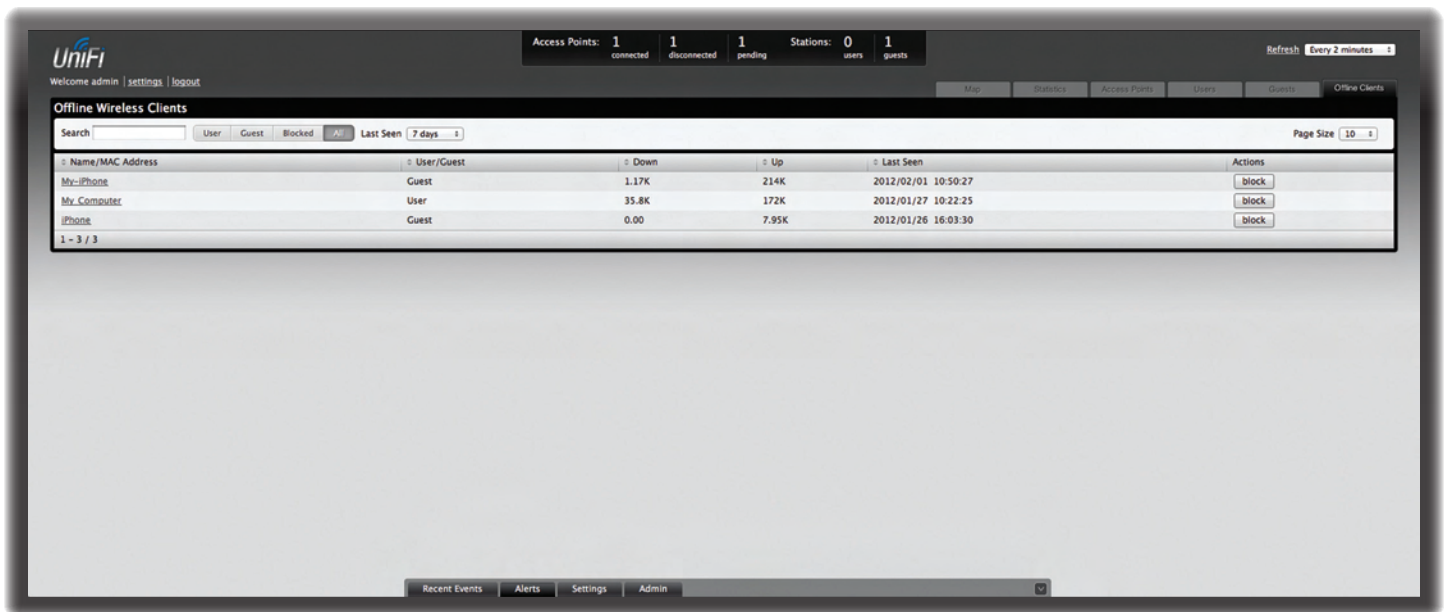 UniFi
Access Points: 1 connected 1 disconnected 1 pending Stations: 0 users 1 guests
Refresh Every 2 minutes
Welcome admin | settings | logout
Map Statistics Access Points Users Guests Offline Clients
Offline Wireless Clients
Search User Guest Blocked All Last Seen 7 days Page Size 10
Name/MAC Address User/Guest Down Up Last Seen Actions
My-iPhone Guest 1.17K 214K 2012/02/01 10:50:27 block
My Computer User 35.8K 172K 2012/01/27 10:22:25 block
iPhone Guest 0.00 7.95K 2012/01/26 16:03:30 block
1 - 3 / 3
Recent Events Alerts Settings Admin